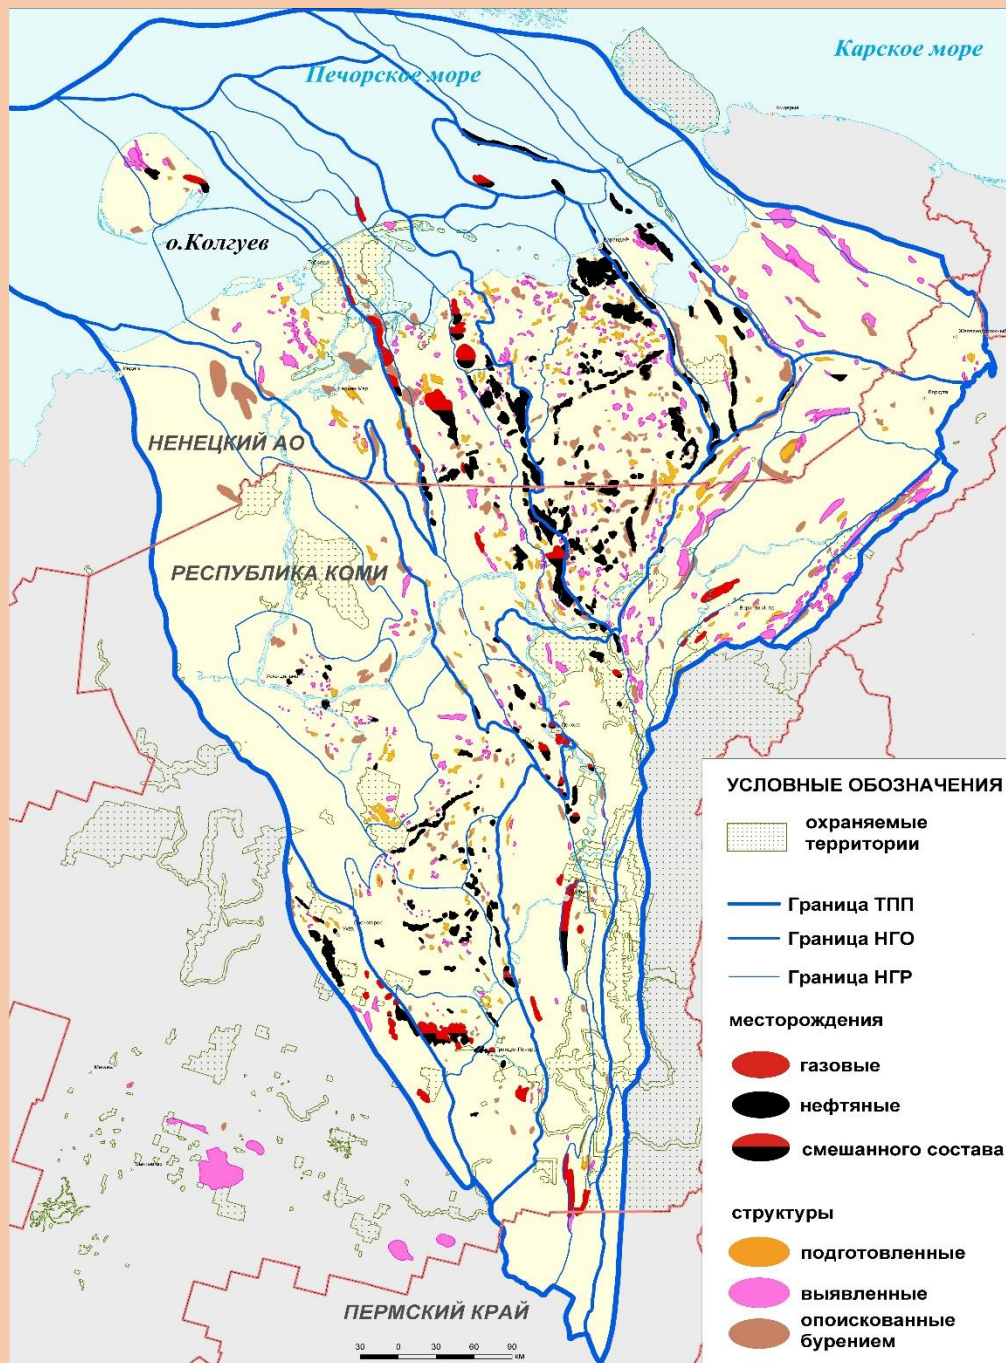 Карское море
Печорское море
о.Колгуев
НЕНЕЦКИЙ АО
РЕСПУБЛИКА КОМИ
ПЕРМСКИЙ КРАЙ
30 0 30 60 90
км
УСЛОВНЫЕ ОБОЗНАЧЕНИЯ
охраняемые
территории
Граница ТПП
Граница НГО
Граница НГР
месторождения
газовые
нефтяные
смешанного состава
структуры
подготовленные
выявленные
опоискованные
бурением